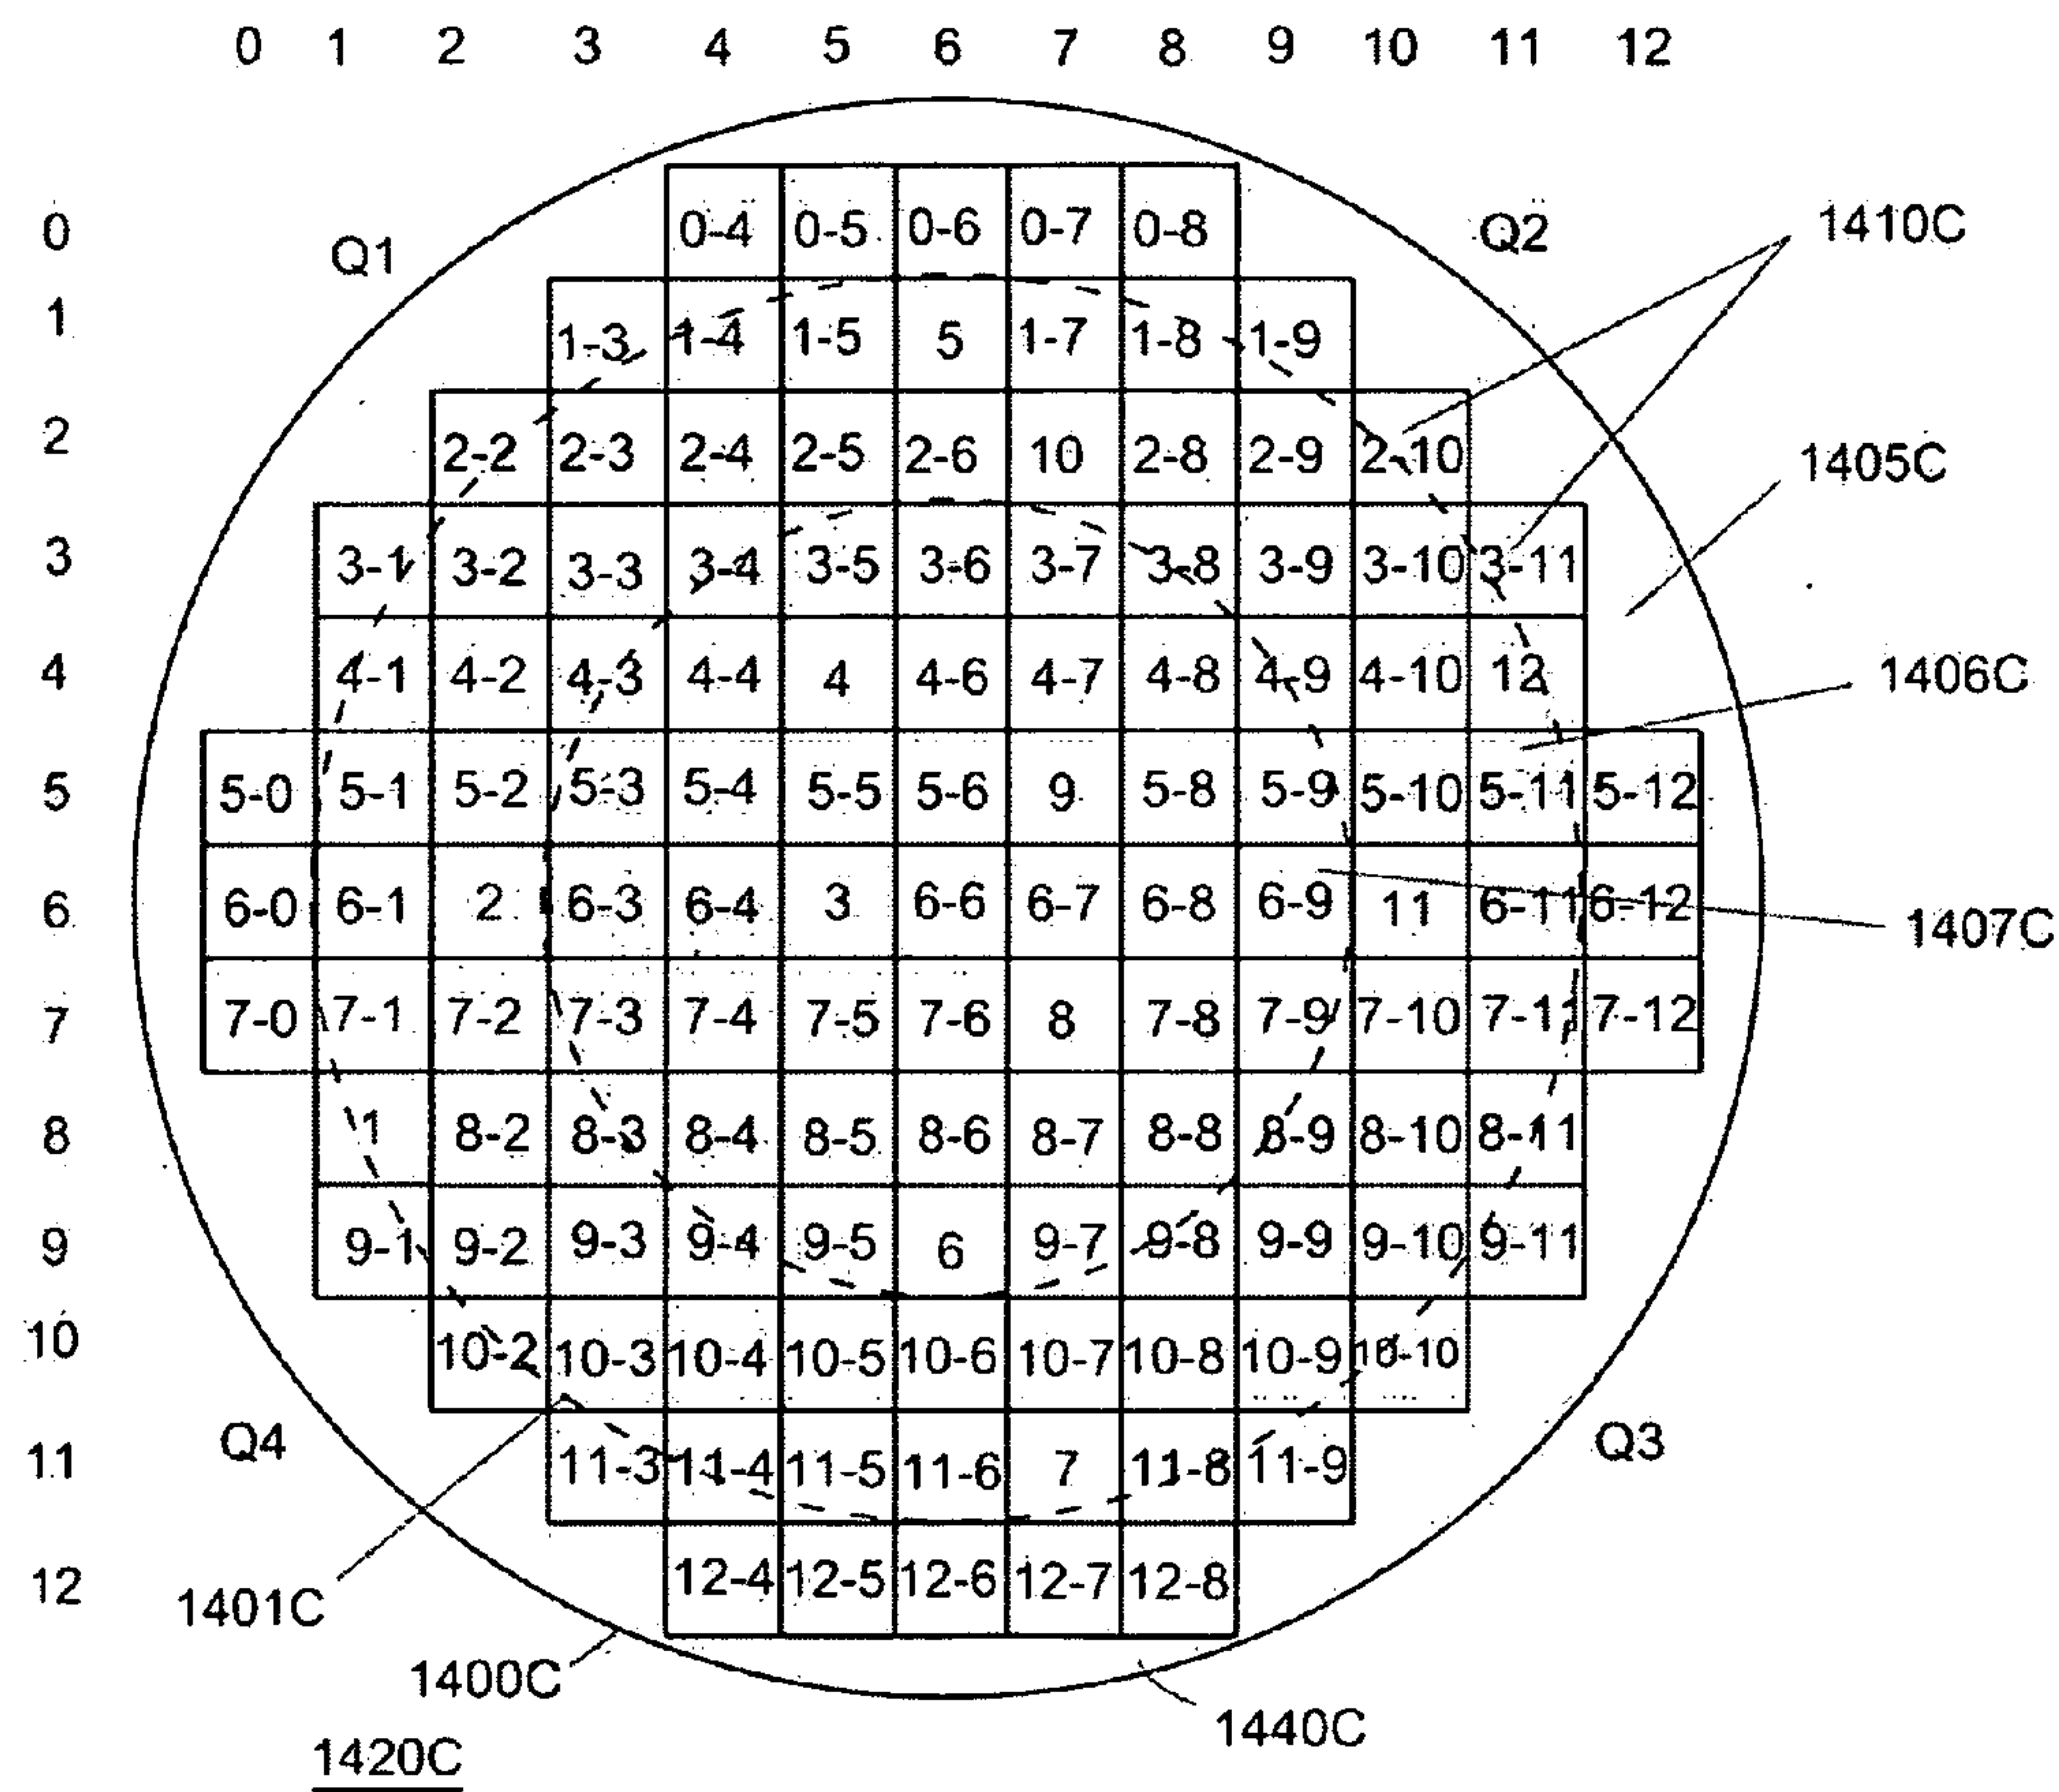 0 1 2 3 4 5 6 7 8 9 10 11 12
0 Q1 0-4 0-5 0-6 0-7 0-8 Q2 1410C
1 1-3 1-4 1-5 5 1-7 1-8 1-9
2 2-2 2-3 2-4 2-5 2-6 10 2-8 2-9 2-10 1405C
3 3-1 3-2 3-3 3-4 3-5 3-6 3-7 3-8 3-9 3-10 3-11
4 4-1 4-2 4-3 4-4 4 4-6 4-7 4-8 4-9 4-10 12 1406C
5 5-0 5-1 5-2 5-3 5-4 5-5 5-6 9 5-8 5-9 5-10 5-11 5-12
6 6-0 6-1 2 6-3 6-4 3 6-6 6-7 6-8 6-9 11 6-11 6-12 1407C
7 7-0 7-1 7-2 7-3 7-4 7-5 7-6 8 7-8 7-9 7-10 7-11 7-12
8 1 8-2 8-3 8-4 8-5 8-6 8-7 8-8 8-9 8-10 8-11
9 9-1 9-2 9-3 9-4 9-5 6 9-7 9-8 9-9 9-10 9-11
10 10-2 10-3 10-4 10-5 10-6 10-7 10-8 10-9 10-10
11 Q4 11-3 11-4 11-5 11-6 7 11-8 11-9 Q3
12 1401C 12-4 12-5 12-6 12-7 12-8
1400C 1440C
1420C